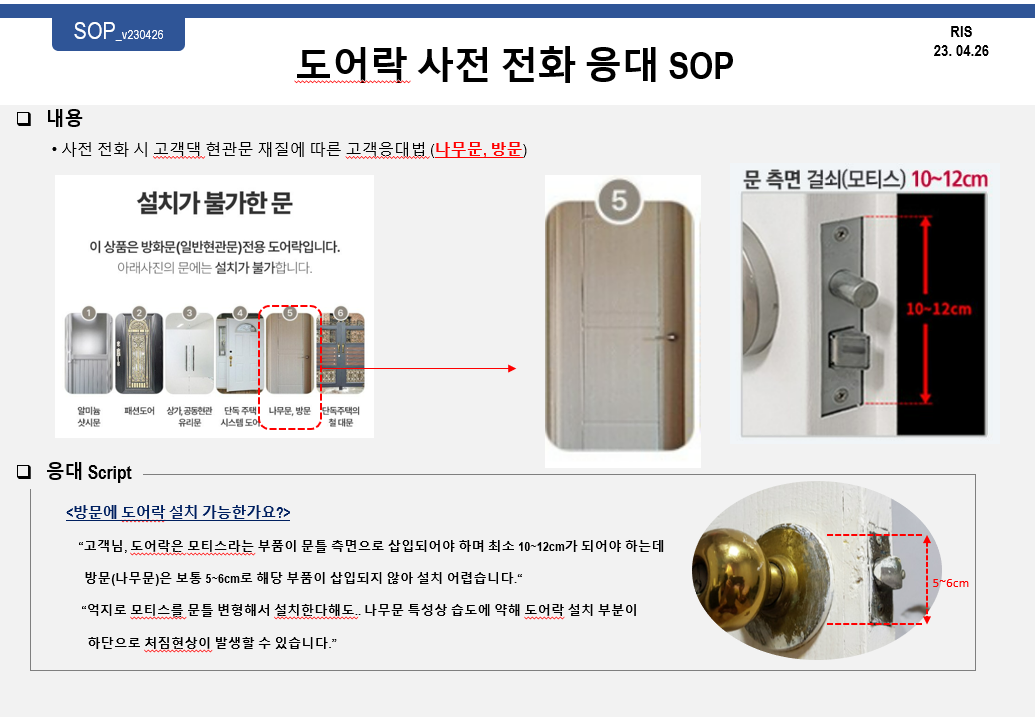 SOP_v230426
RIS
23. 04.26
도어락 사전 전화 응대 SOP
❑ 내용
• 사전 전화 시 고객댁 현관문 재질에 따른 고객응대법 (나무문, 방문)
설치가 불가한 문
이 상품은 방화문(일반현관문)전용 도어락입니다.
아래사진의 문에는 설치가 불가합니다.
1 2 3 4 5 6
알미늄 샷시문
패션도어
상가,공동현관 유리문
단독 주택 시스템 도어
나무문, 방문
단독주택의 철 대문
5
문 측면 걸쇠(모티스) 10~12cm
10~12cm
❑ 응대 Script
<방문에 도어락 설치 가능한가요?>
“고객님, 도어락은 모티스라는 부품이 문틀 측면으로 삽입되어야 하며 최소 10~12cm가 되어야 하는데
방문(나무문)은 보통 5~6cm로 해당 부품이 삽입되지 않아 설치 어렵습니다.“
“억지로 모티스를 문틀 변형해서 설치한다해도.. 나무문 특성상 습도에 약해 도어락 설치 부분이
하단으로 처짐현상이 발생할 수 있습니다.”
5~6cm